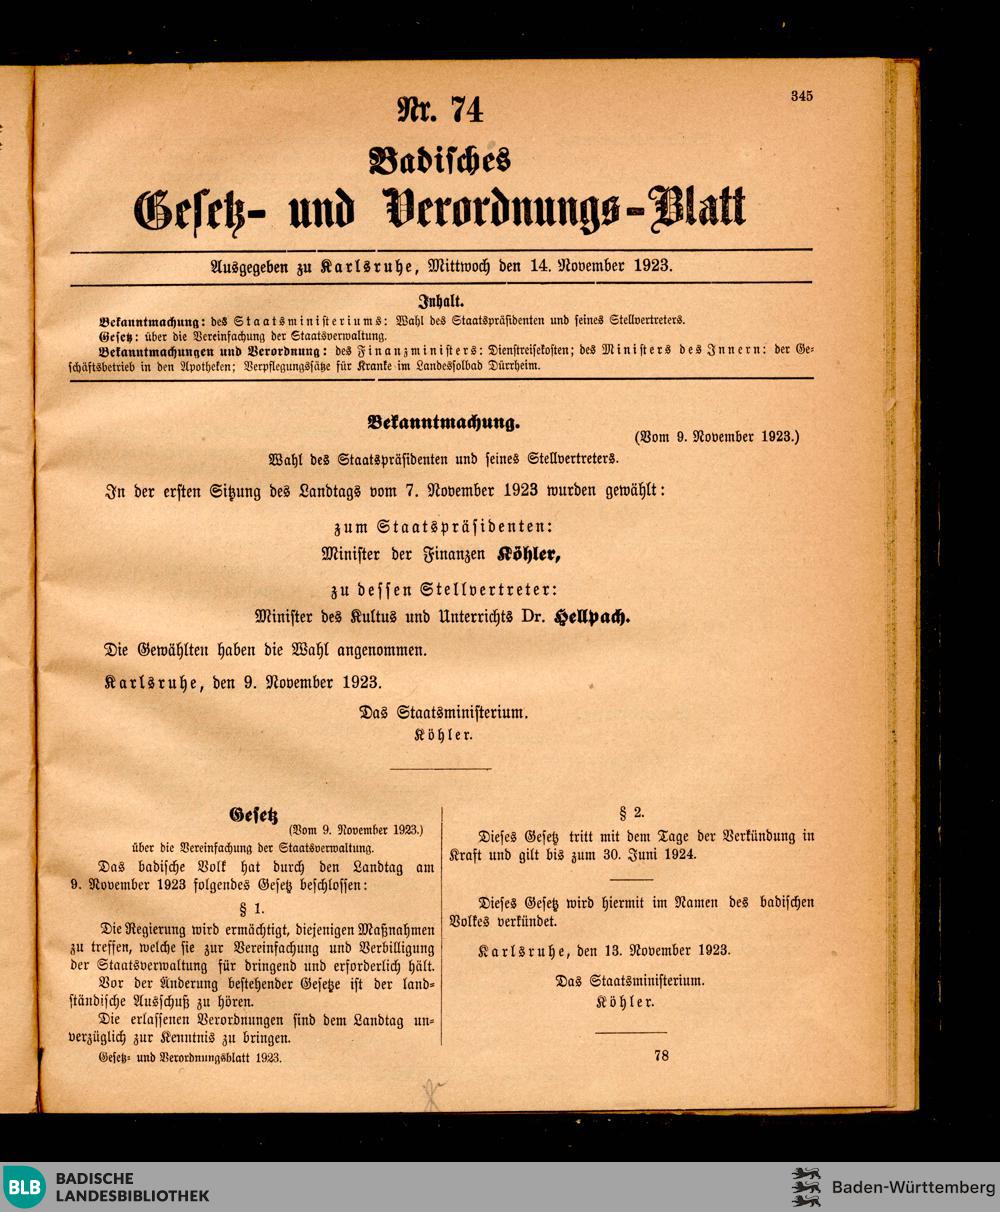 345
Nr. 74
Badisches
Gesetz- und Verordnungs-Blatt
Ausgegeben zu Karlsruhe, Mittwoch den 14. November 1923.
Inhalt.
Bekanntmachung: des Staatsministeriums: Wahl des Staatspräsidenten und seines Stellvertreters.
Gesetz: über die Vereinfachung der Staatsverwaltung.
Bekanntmachungen und Verordnung: des Finanzministers: Dienstreisekosten; des Ministers des Innern: der Ge-
schäftsbetrieb in den Apotheken; Verpflegungssätze für Kranke im Landessolbad Dürrheim.
Bekanntmachung.
(Vom 9. November 1923.)
Wahl des Staatspräsidenten und seines Stellvertreters.
In der ersten Sitzung des Landtags vom 7. November 1923 wurden gewählt:
zum Staatspräsidenten:
Minister der Finanzen Köhler,
zu dessen Stellvertreter:
Minister des Kultus und Unterrichts Dr. Hellpach.
Die Gewählten haben die Wahl angenommen.
Karlsruhe, den 9. November 1923.
Das Staatsministerium.
Köhler.
Gesetz
(Vom 9. November 1923.)
über die Vereinfachung der Staatsverwaltung.
Das badische Volk hat durch den Landtag am
9. November 1923 folgendes Gesetz beschlossen:
§ 1.
Die Regierung wird ermächtigt, diejenigen Maßnahmen
zu treffen, welche sie zur Vereinfachung und Verbilligung
der Staatsverwaltung für dringend und erforderlich hält.
Vor der Änderung bestehender Gesetze ist der land-
ständische Ausschuß zu hören.
Die erlassenen Verordnungen sind dem Landtag un-
verzüglich zur Kenntnis zu bringen.
Gesetz- und Verordnungsblatt 1923.
§ 2.
Dieses Gesetz tritt mit dem Tage der Verkündung in
Kraft und gilt bis zum 30. Juni 1924.
Dieses Gesetz wird hiermit im Namen des badischen
Volkes verkündet.
Karlsruhe, den 13. November 1923.
Das Staatsministerium.
Köhler.
78
BLB
BADISCHE
LANDESBIBLIOTHEK
Baden-Württemberg